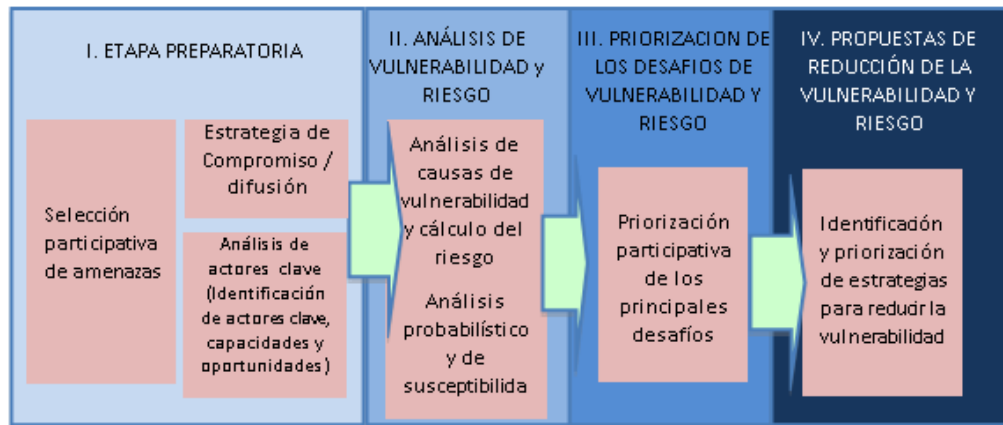 I. ETAPA PREPARATORIA
Selección
participativa
de amenazas
Estrategia de
Compromiso /
difusión
Análisis de
actores clave
(Identificación
de actores clave,
capacidades y
oportunidades)
II. ANÁLISIS DE
VULNERABILIDAD y
RIESGO
Análisis de
causas de
vulnerabilidad
y cálculo del
riesgo
Análisis
probabilístico
y de
susceptibilida
III. PRIORIZACION DE
LOS DESAFIOS DE
VULNERABILIDAD Y
RIESGO
Priorización
participativa
de los
principales
desafíos
IV. PROPUESTAS DE
REDUCCIÓN DE LA
VULNERABILIDAD Y
RIESGO
Identificación
y priorización
de estrategias
para reducir la
vulnerabilidad